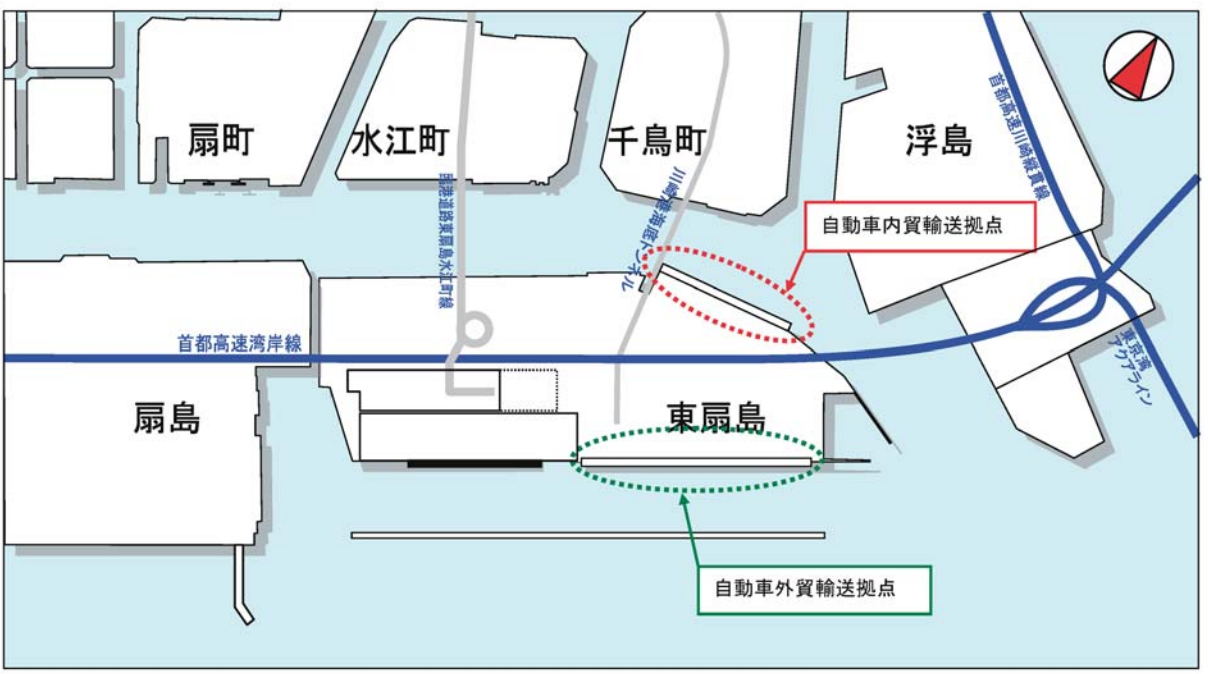 扇町
水江町
千鳥町
浮島
首都高速川崎縦貫線
臨港道路東扇島水江町線
川崎港海底トンネル
自動車内貿輸送拠点
首都高速湾岸線
東京湾
アクアライン
扇島
東扇島
自動車外貿輸送拠点